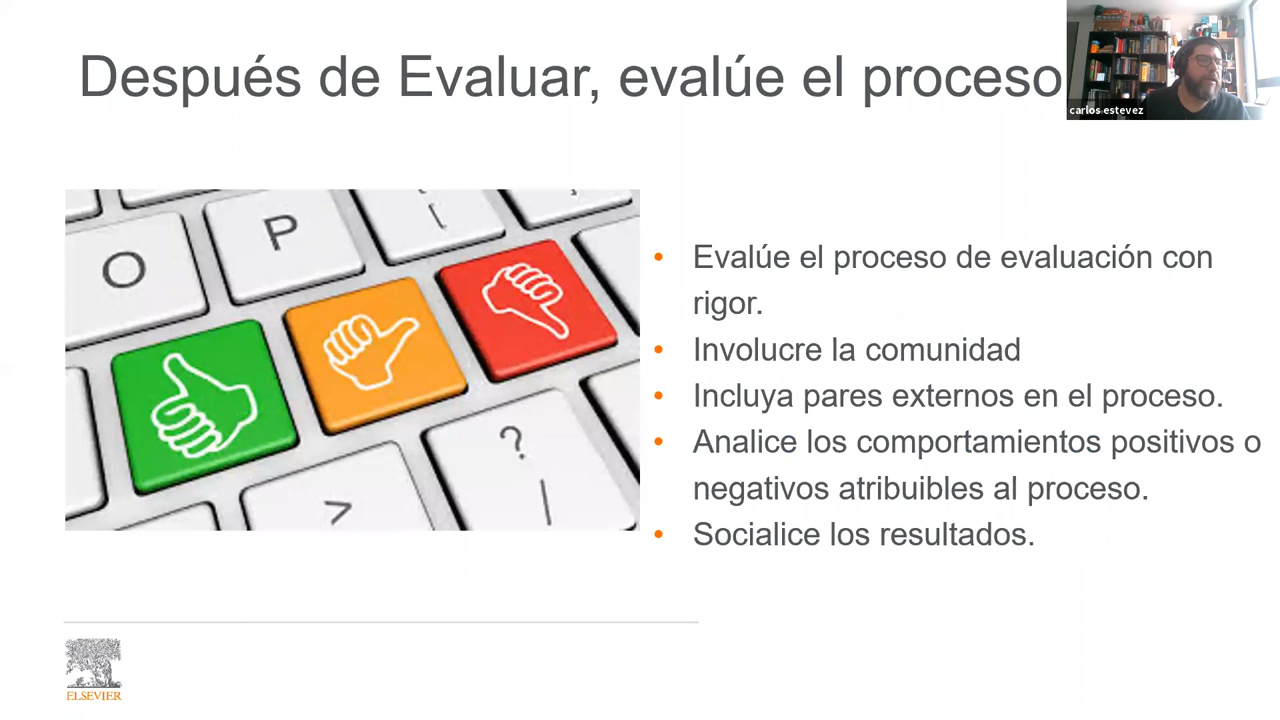 Después de Evaluar, evalúe el proceso
carlos estevez
O
P
[
?
>
/
Evalúe el proceso de evaluación con
rigor.
Involucre la comunidad
Incluya pares externos en el proceso.
Analice los comportamientos positivos o
negativos atribuibles al proceso.
Socialice los resultados.
ELSEVIER